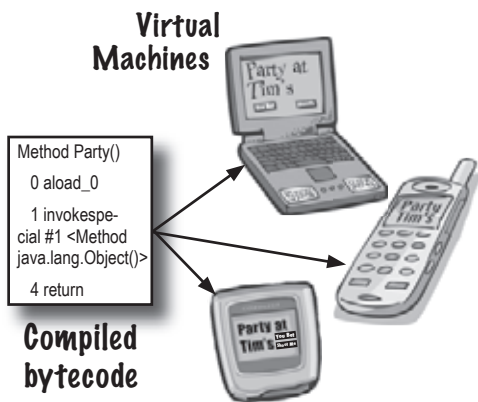 Virtual
Machines
Party at
Tim's
Method Party()
0 aload_0
1 invokespe-
cial #1 <Method
java.lang.Object()>
4 return
Party
Tim's
Party at
Tim's
Compiled
bytecode